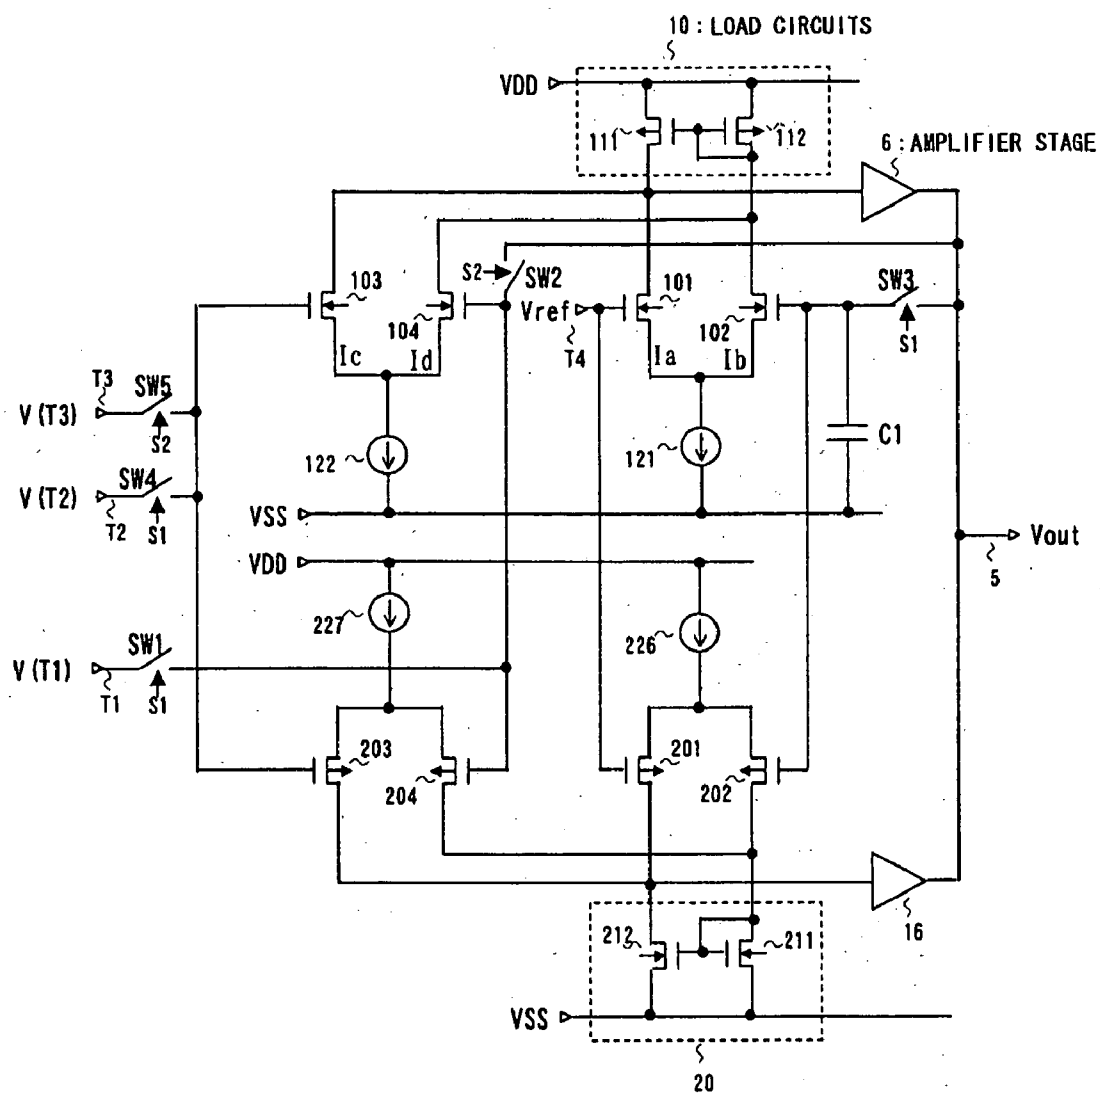 10 : LOAD CIRCUITS
VDD
111
112
6 : AMPLIFIER STAGE
S2
SW2
SW3
103
104
Vref
101
102
T4
S1
Ic
Id
Ia
Ib
T3
SW5
V (T3)
S2
122
121
C1
SW4
V (T2)
T2
S1
VSS
VDD
Vout
5
227
226
SW1
V (T1)
T1
S1
203
204
201
202
16
212
211
VSS
20